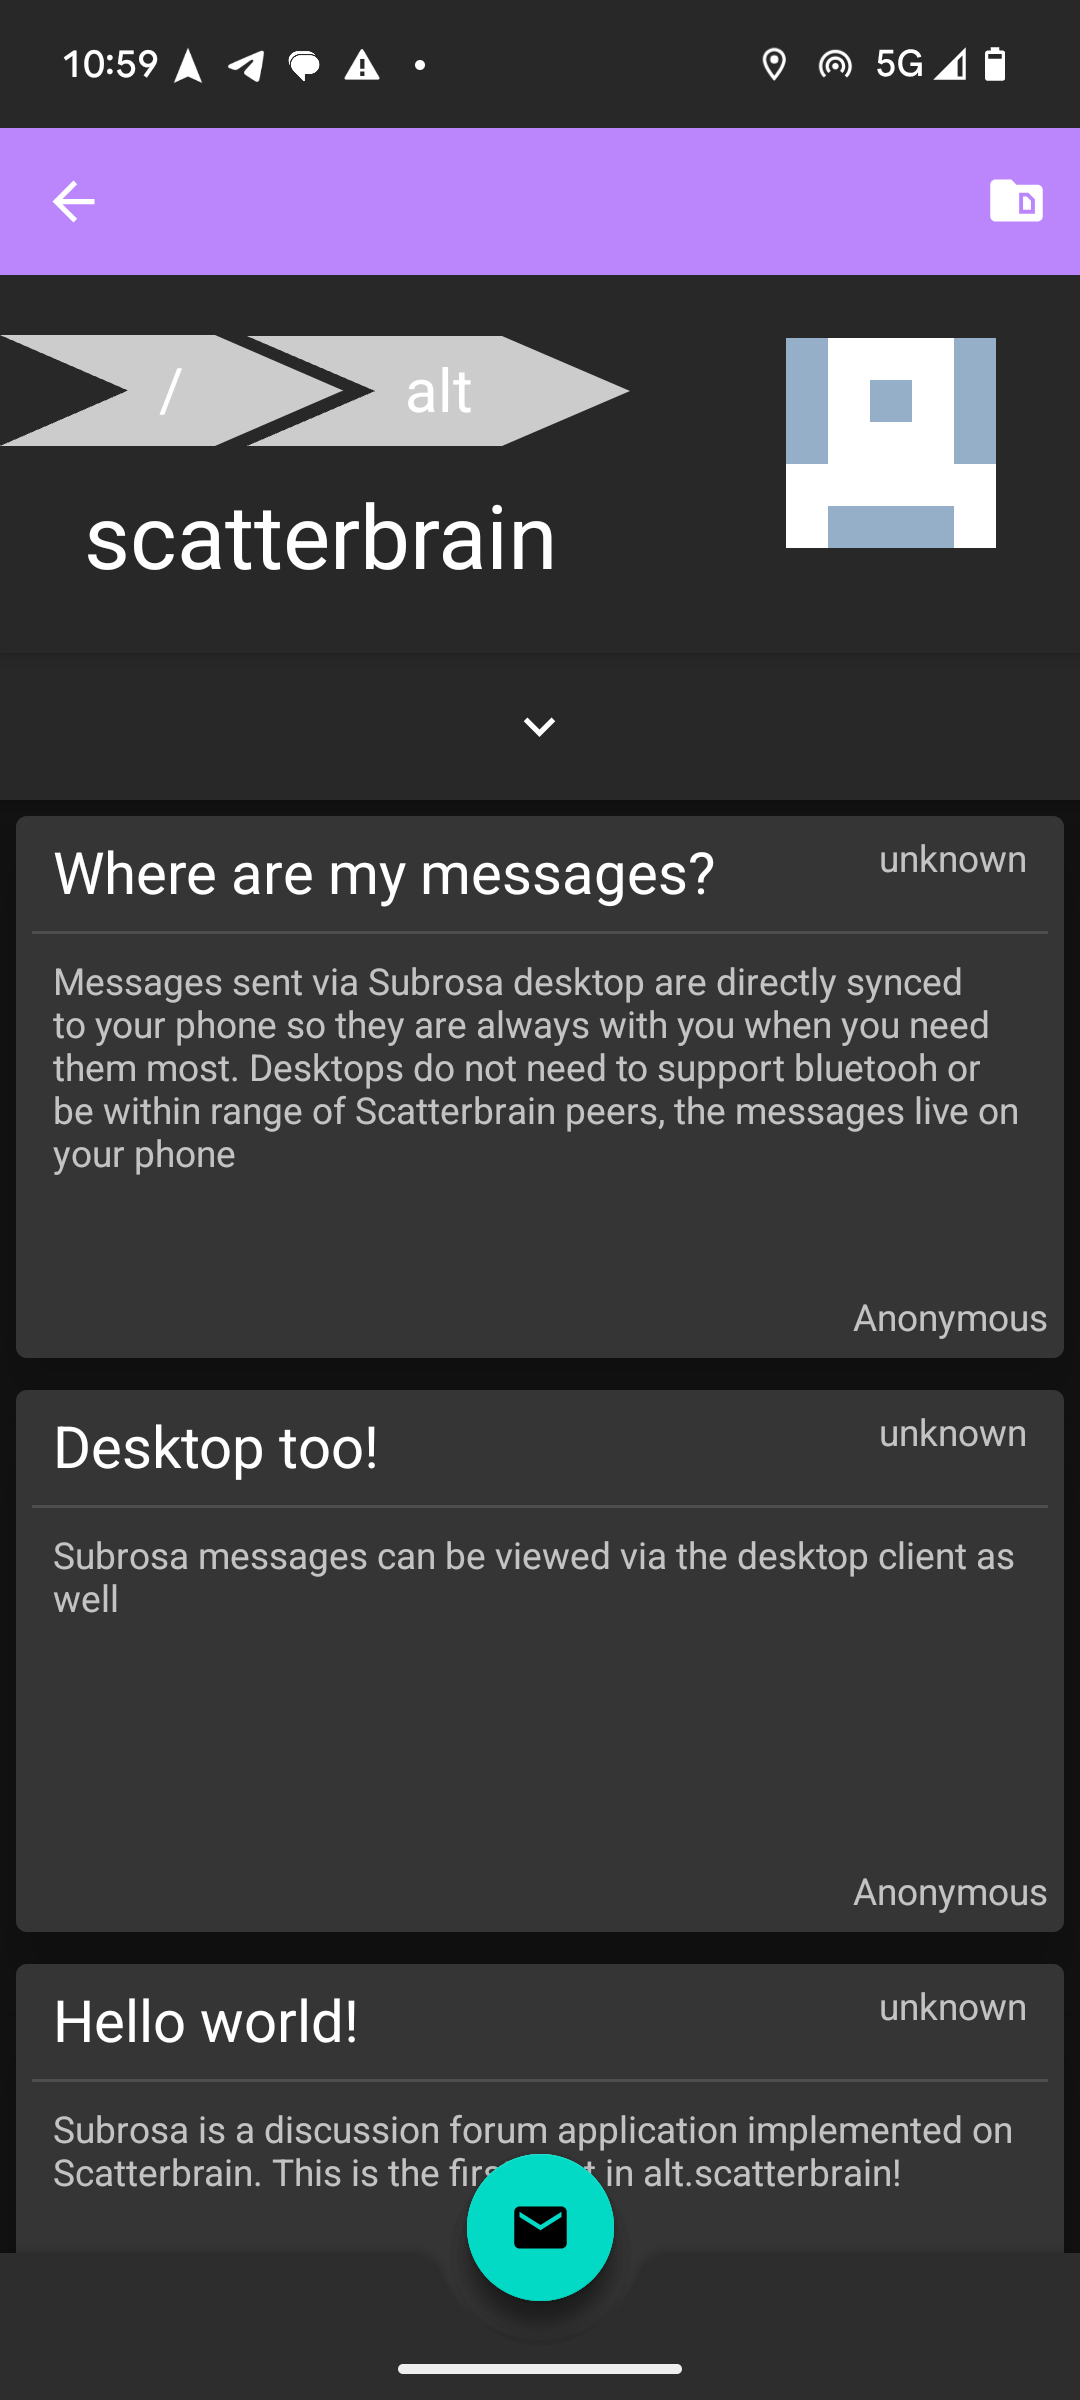 10:59
5G
/
alt
scatterbrain
Where are my messages?
unknown
Messages sent via Subrosa desktop are directly synced
to your phone so they are always with you when you need
them most. Desktops do not need to support bluetooh or
be within range of Scatterbrain peers, the messages live on
your phone
Anonymous
Desktop too!
unknown
Subrosa messages can be viewed via the desktop client as
well
Anonymous
Hello world!
unknown
Subrosa is a discussion forum application implemented on
Scatterbrain. This is the in alt.scatterbrain!